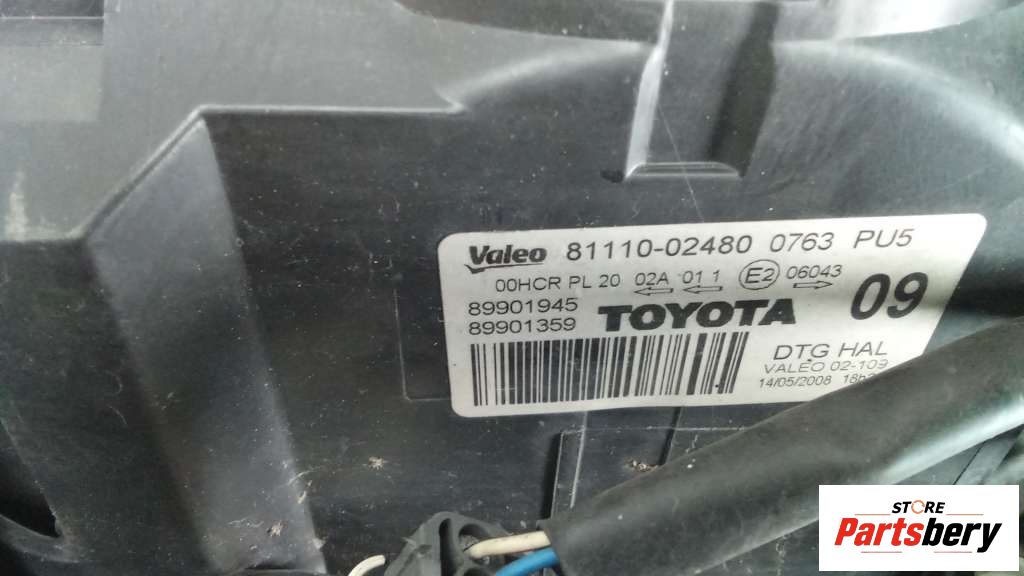 Valeo 81110-02480 0763 PU5
00HCR PL 20 02A 01 1 E2 06043
89901945
89901359 TOYOTA 09
DTG HAL
VALEO 02-109
14/05/2008
STORE
Partsbery